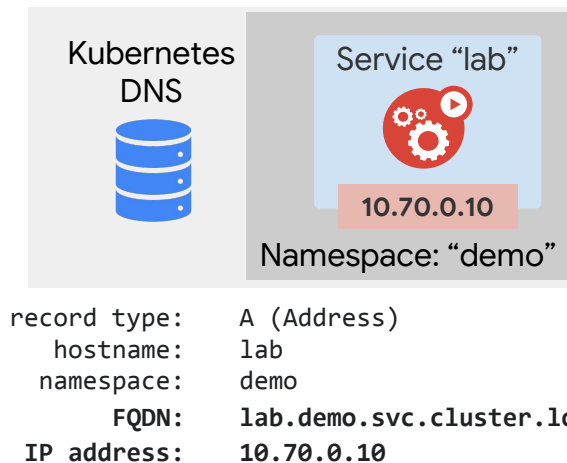 Kubernetes
DNS
Service “lab”
10.70.0.10
Namespace: “demo”
record type: A (Address)
hostname: lab
namespace: demo
FQDN: lab.demo.svc.cluster.lo
IP address: 10.70.0.10